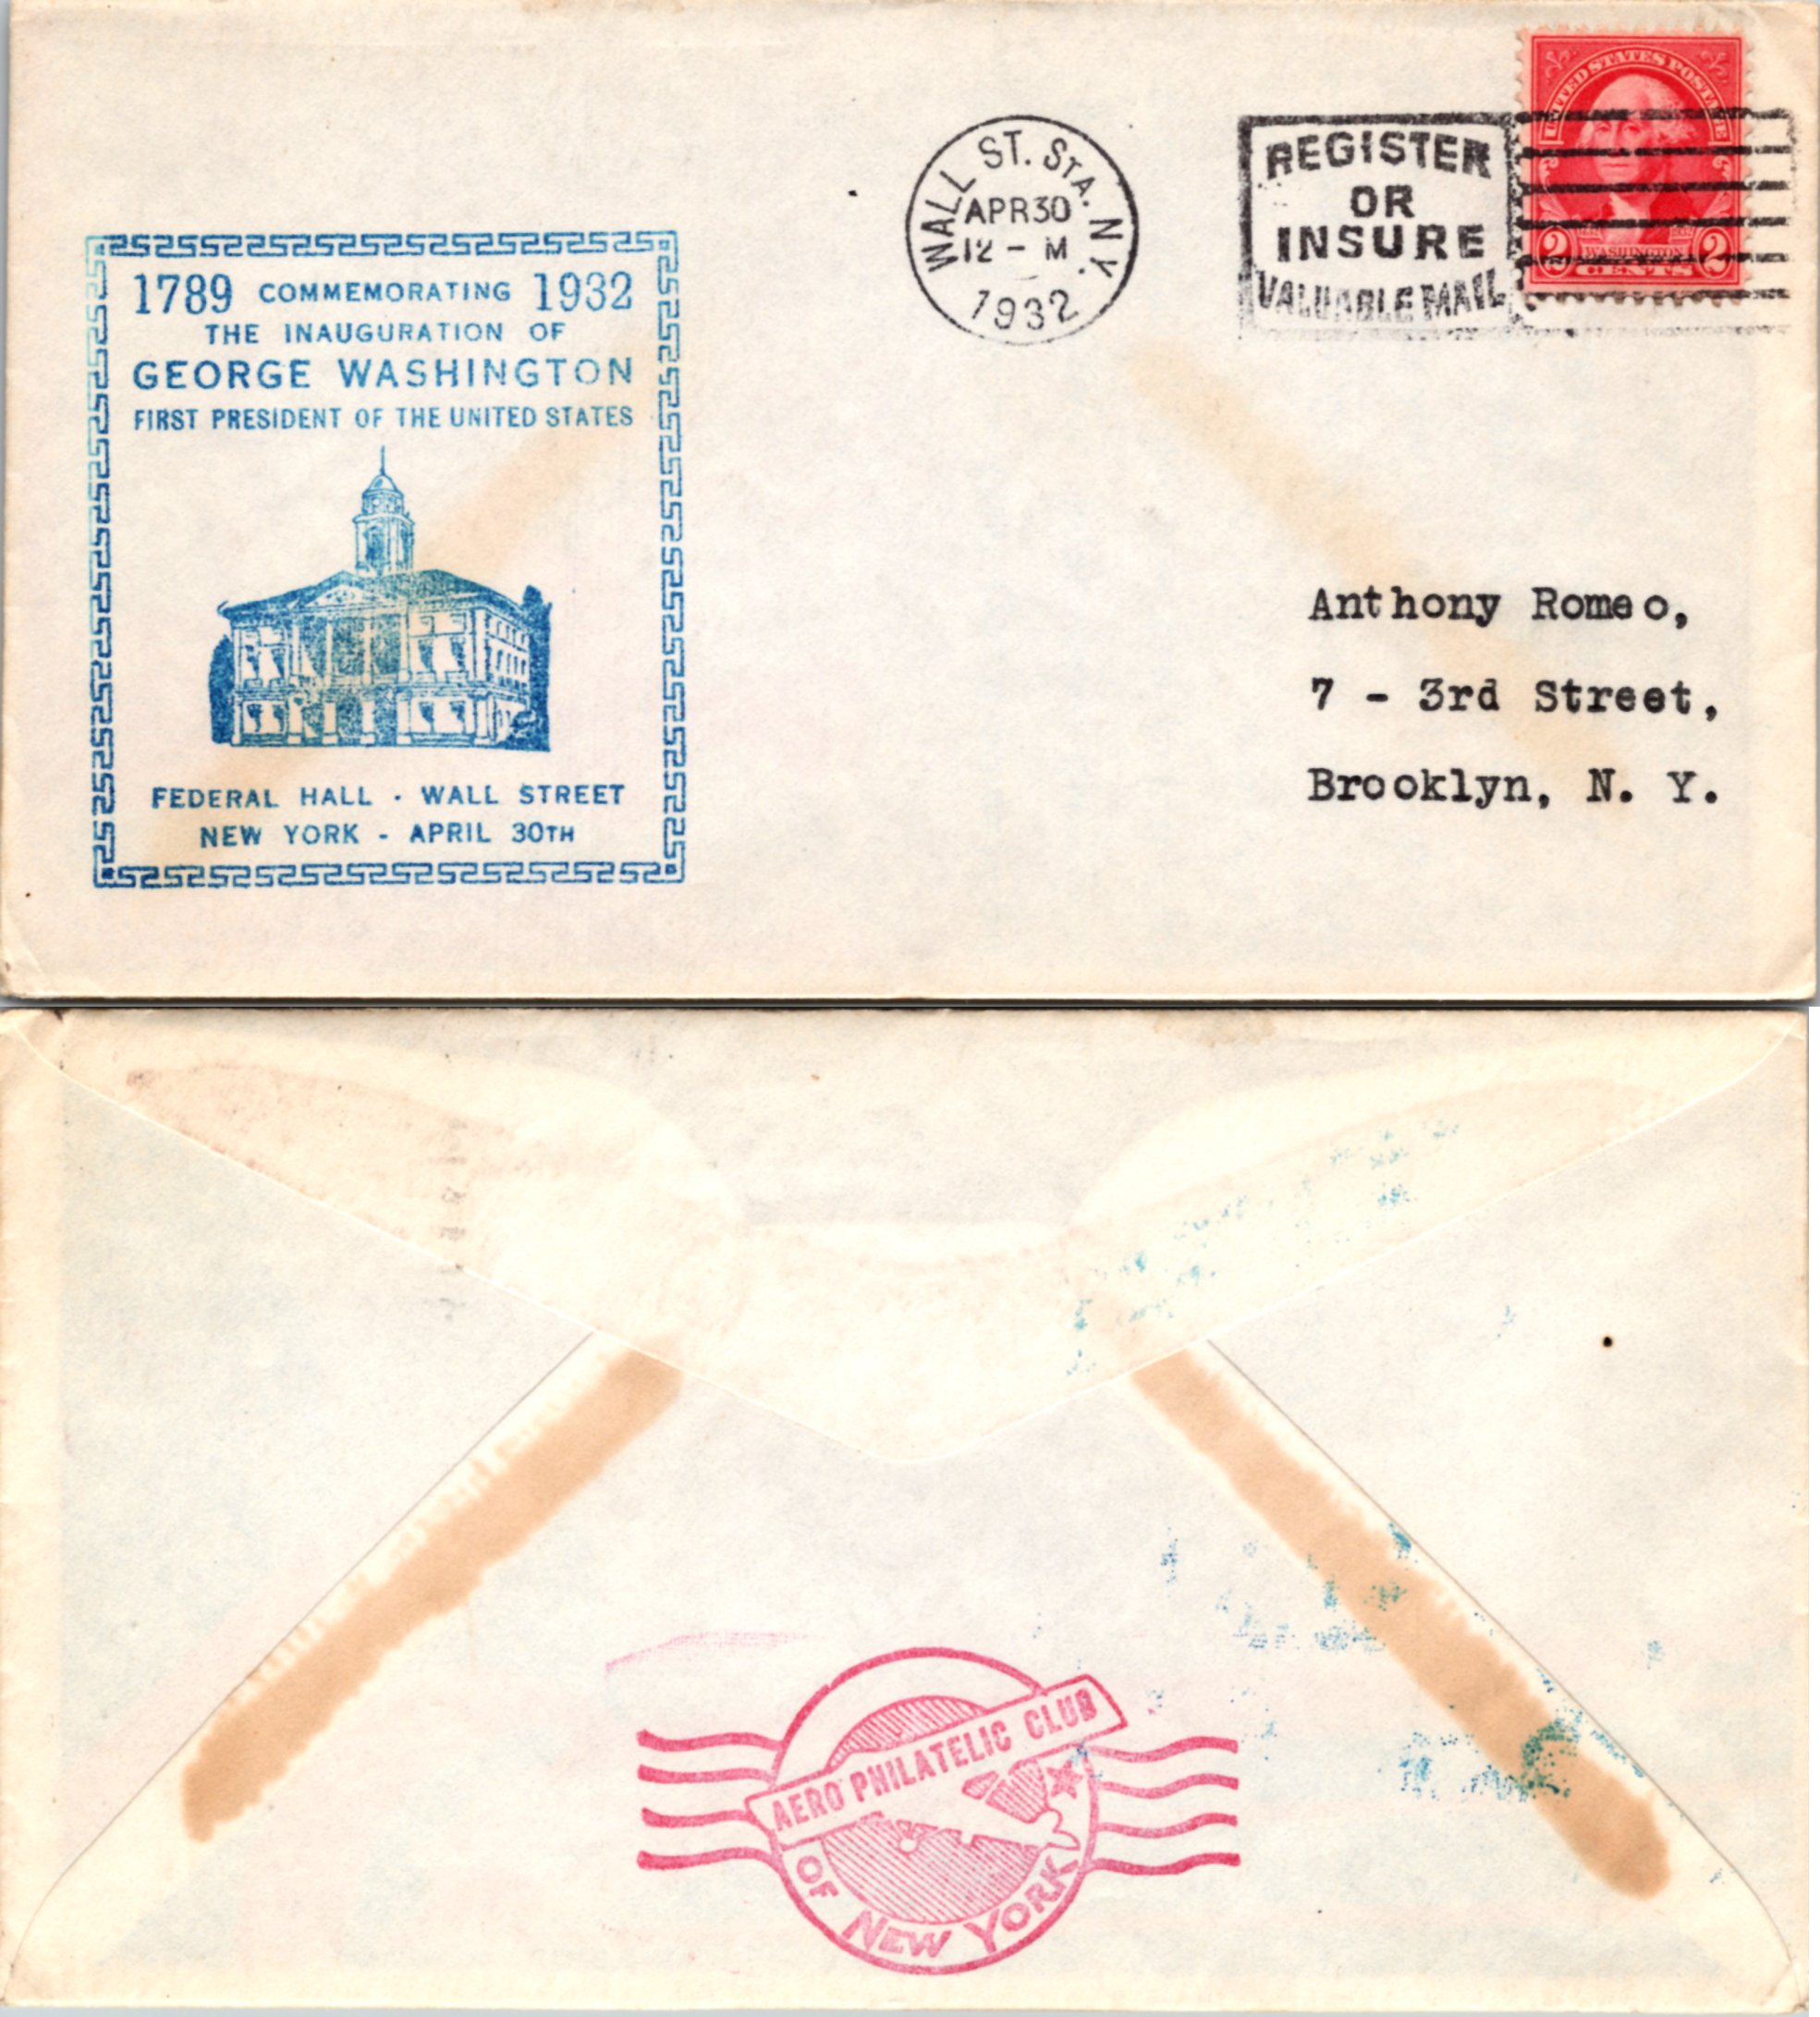 1789 COMMEMORATING 1932
THE INAUGURATION OF
GEORGE WASHINGTON
FIRST PRESIDENT OF THE UNITED STATES
FEDERAL HALL · WALL STREET
NEW YORK - APRIL 30TH
WALL ST. STA. N.Y.
APR 30
12 - M
1932
REGISTER
OR
INSURE
VALUABLE MAIL
UNITED STATES POSTAGE
WASHINGTON
2 CENTS 2
Anthony Romeo,
7 - 3rd Street,
Brooklyn, N. Y.
AERO PHILATELIC CLUB
OF NEW YORK